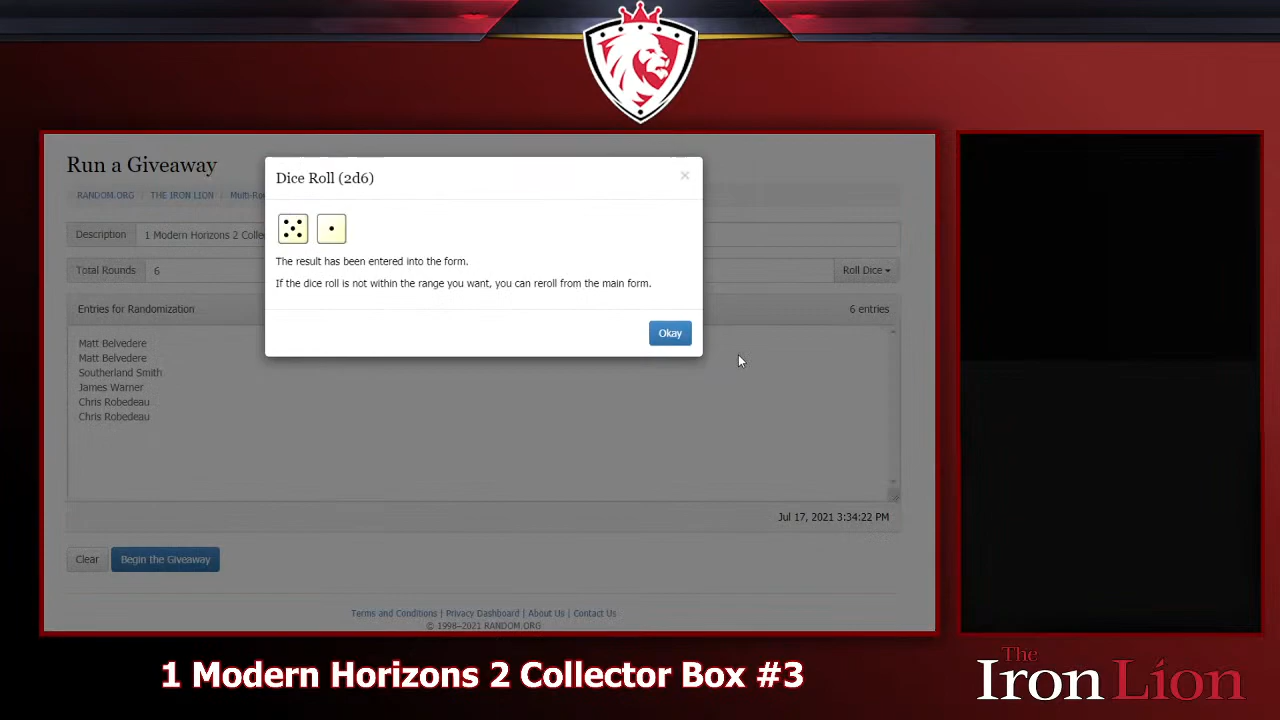 Run a Giveaway
RANDOM.ORG THE IRON LION Multi-Ro
Description 1 Modern Horizons 2 Collec
Total Rounds 6 Roll Dice
Entries for Randomization 6 entries
Matt Belvedere
Matt Belvedere
Southerland Smith
James Warner
Chris Robedeau
Chris Robedeau
Jul 17, 2021 3:34:22 PM
Clear Begin the Giveaway
Terms and Conditions | Privacy Dashboard | About Us | Contact Us
© 1998–2021 RANDOM.ORG
Dice Roll (2d6) ×
The result has been entered into the form.
If the dice roll is not within the range you want, you can reroll from the main form.
Okay
1 Modern Horizons 2 Collector Box #3
The
Iron Lion